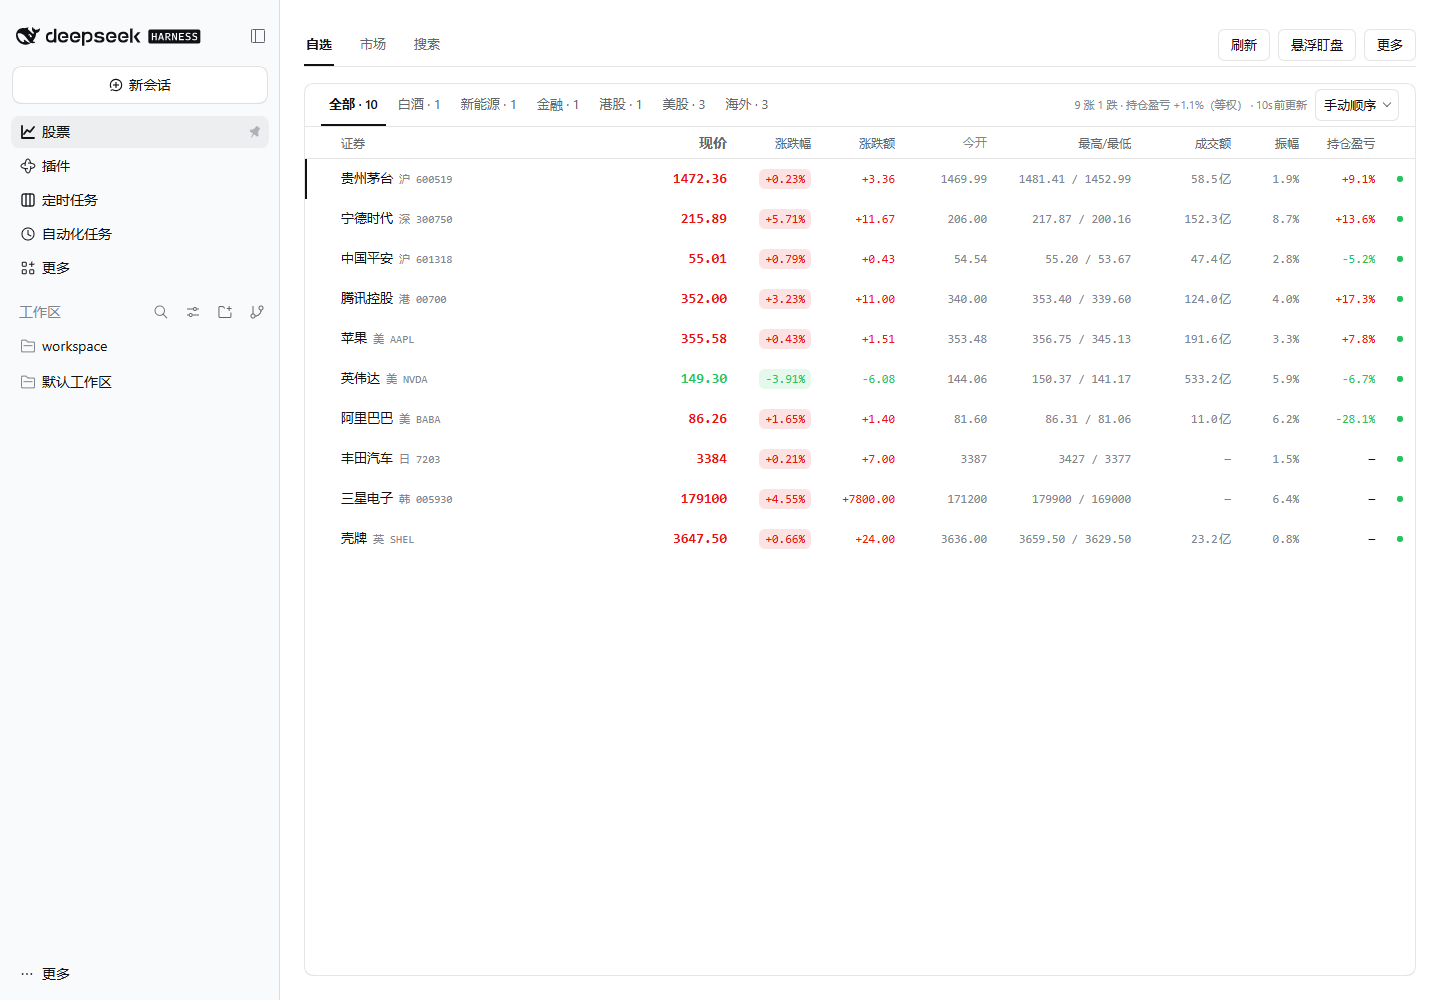 deepseek HARNESS
新会话
股票
插件
定时任务
自动化任务
更多
工作区
workspace
默认工作区
更多
自选 市场 搜索
刷新 悬浮盯盘 更多
全部 · 10 白酒 · 1 新能源 · 1 金融 · 1 港股 · 1 美股 · 3 海外 · 3
9 涨 1 跌 · 持仓盈亏 +1.1%（等权） · 10s前更新 手动顺序
证券 现价 涨跌幅 涨跌额 今开 最高/最低 成交额 振幅 持仓盈亏
贵州茅台 沪 600519 1472.36 +0.23% +3.36 1469.99 1481.41 / 1452.99 58.5亿 1.9% +9.1%
宁德时代 深 300750 215.89 +5.71% +11.67 206.00 217.87 / 200.16 152.3亿 8.7% +13.6%
中国平安 沪 601318 55.01 +0.79% +0.43 54.54 55.20 / 53.67 47.4亿 2.8% -5.2%
腾讯控股 港 00700 352.00 +3.23% +11.00 340.00 353.40 / 339.60 124.0亿 4.0% +17.3%
苹果 美 AAPL 355.58 +0.43% +1.51 353.48 356.75 / 345.13 191.6亿 3.3% +7.8%
英伟达 美 NVDA 149.30 -3.91% -6.08 144.06 150.37 / 141.17 533.2亿 5.9% -6.7%
阿里巴巴 美 BABA 86.26 +1.65% +1.40 81.60 86.31 / 81.06 11.0亿 6.2% -28.1%
丰田汽车 日 7203 3384 +0.21% +7.00 3387 3427 / 3377 — 1.5% —
三星电子 韩 005930 179100 +4.55% +7800.00 171200 179900 / 169000 — 6.4% —
壳牌 英 SHEL 3647.50 +0.66% +24.00 3636.00 3659.50 / 3629.50 23.2亿 0.8% —